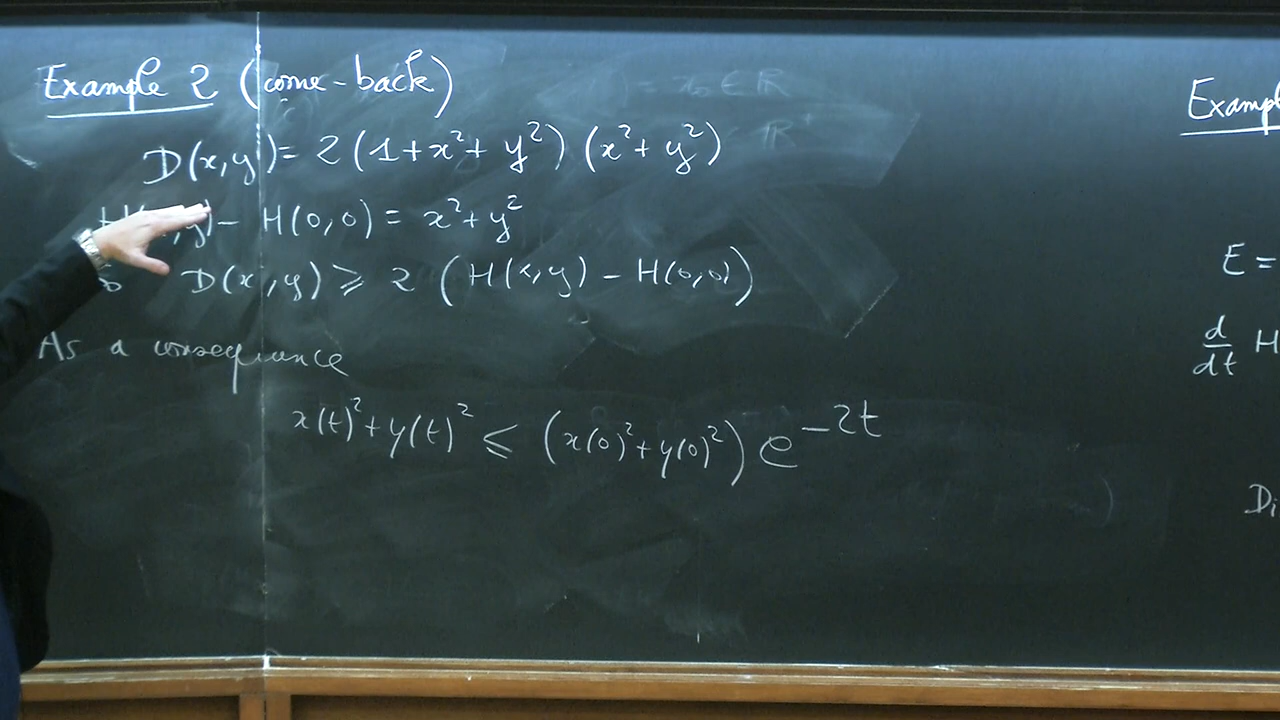 Example 2 (come-back)
D(x,y) = 2(1+x²+y²)(x²+y²)
H(x,y) - H(0,0) = x²+y²
D(x,y) ⩾ 2 (H(x,y) - H(0,0))
As a consequence
x(t)²+y(t)² ⩽ (x(0)²+y(0)²) e^{-2t}
Exampl
E =
d/dt H
Di